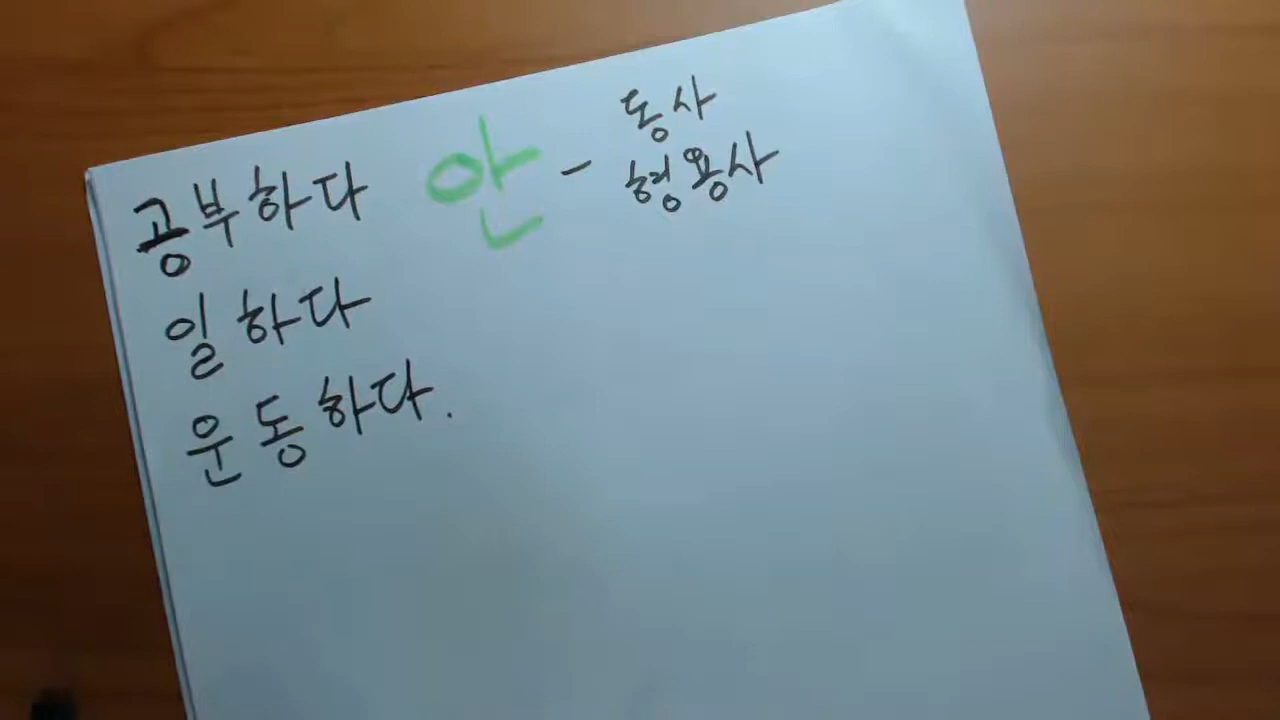 공부하다 안 - 동사
형용사
일하다
운동하다.